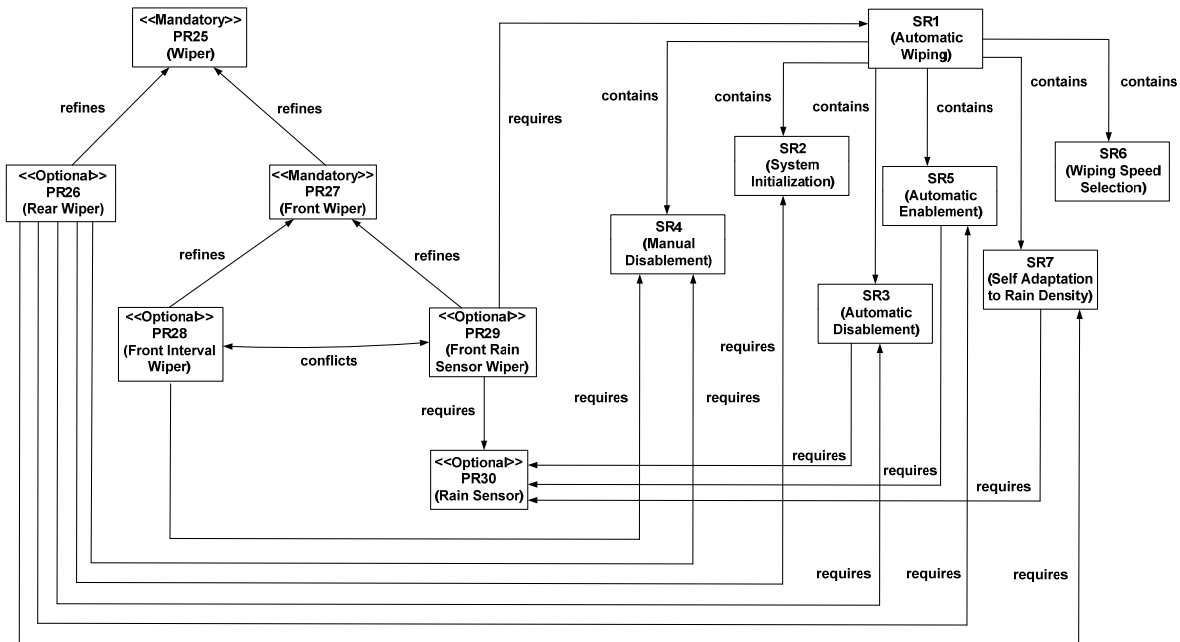 <<Mandatory>>
PR25
(Wiper)
SR1
(Automatic
Wiping)
refines
refines
requires
contains
contains
contains
contains
contains
contains
<<Optional>>
PR26
(Rear Wiper)
<<Mandatory>>
PR27
(Front Wiper)
SR2
(System
Initialization)
SR6
(Wiping Speed
Selection)
SR5
(Automatic
Enablement)
SR4
(Manual
Disablement)
SR7
(Self Adaptation
to Rain Density)
SR3
(Automatic
Disablement)
refines
refines
<<Optional>>
PR28
(Front Interval
Wiper)
conflicts
<<Optional>>
PR29
(Front Rain
Sensor Wiper)
requires
requires
requires
requires
<<Optional>>
PR30
(Rain Sensor)
requires
requires
requires
requires
requires
requires